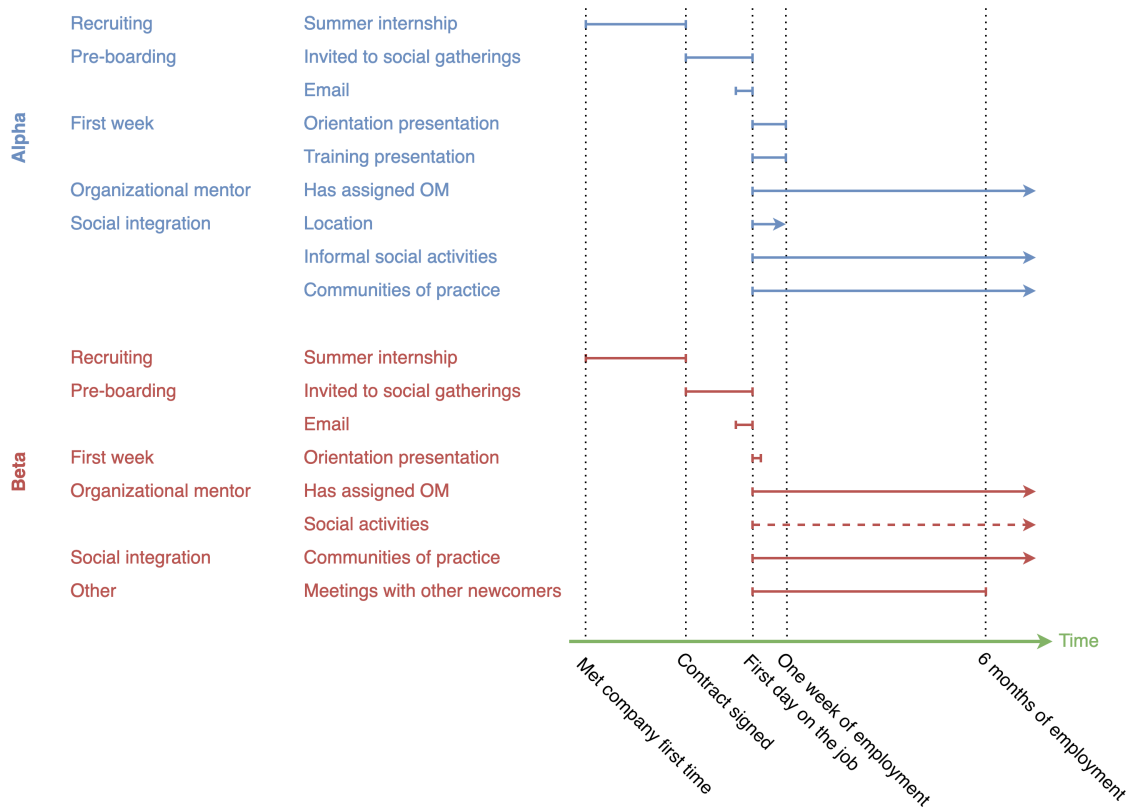 Alpha
Recruiting Summer internship
Pre-boarding Invited to social gatherings
Email
First week Orientation presentation
Training presentation
Organizational mentor Has assigned OM
Social integration Location
Informal social activities
Communities of practice
Beta
Recruiting Summer internship
Pre-boarding Invited to social gatherings
Email
First week Orientation presentation
Organizational mentor Has assigned OM
Social activities
Social integration Communities of practice
Other Meetings with other newcomers
Time
Met company first time
Contract signed
First day on the job
One week of employment
6 months of employment